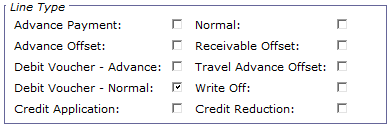 Line Type
Advance Payment: Normal:
Advance Offset: Receivable Offset:
Debit Voucher - Advance: Travel Advance Offset:
Debit Voucher - Normal: Write Off:
Credit Application: Credit Reduction: